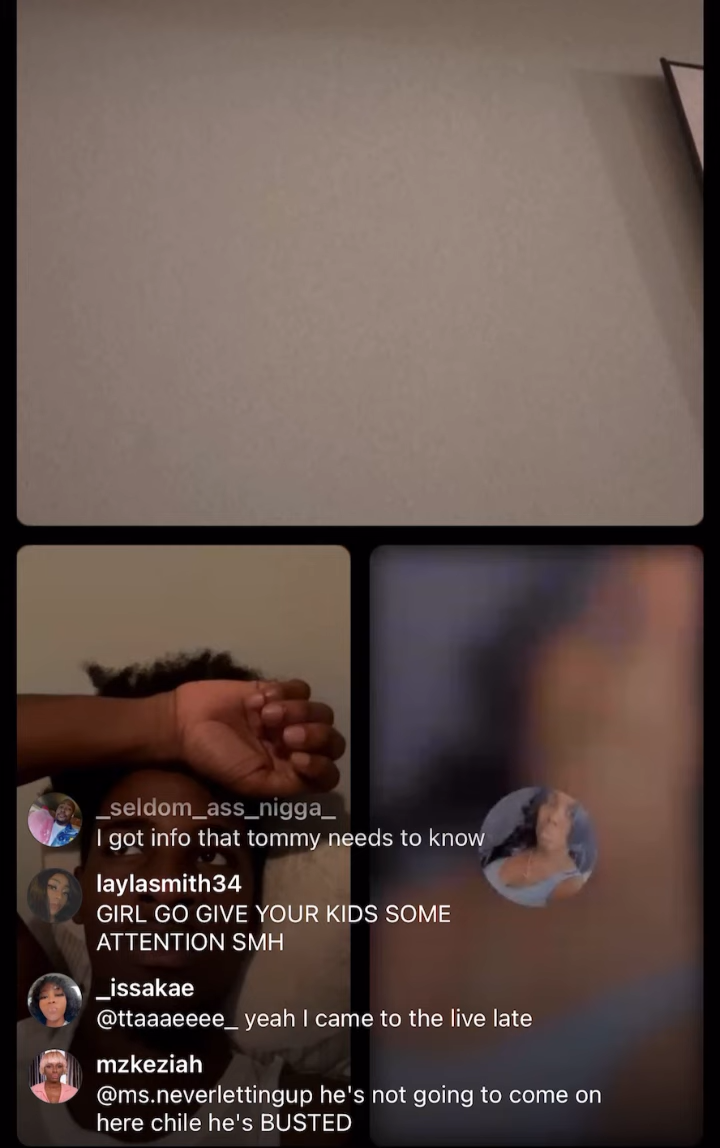 _seldom_ass_nigga_
I got info that tommy needs to know
laylasmith34
GIRL GO GIVE YOUR KIDS SOME
ATTENTION SMH
_issakae
@ttaaaeeee_ yeah I came to the live late
mzkeziah
@ms.neverlettingup he's not going to come on
here chile he's BUSTED